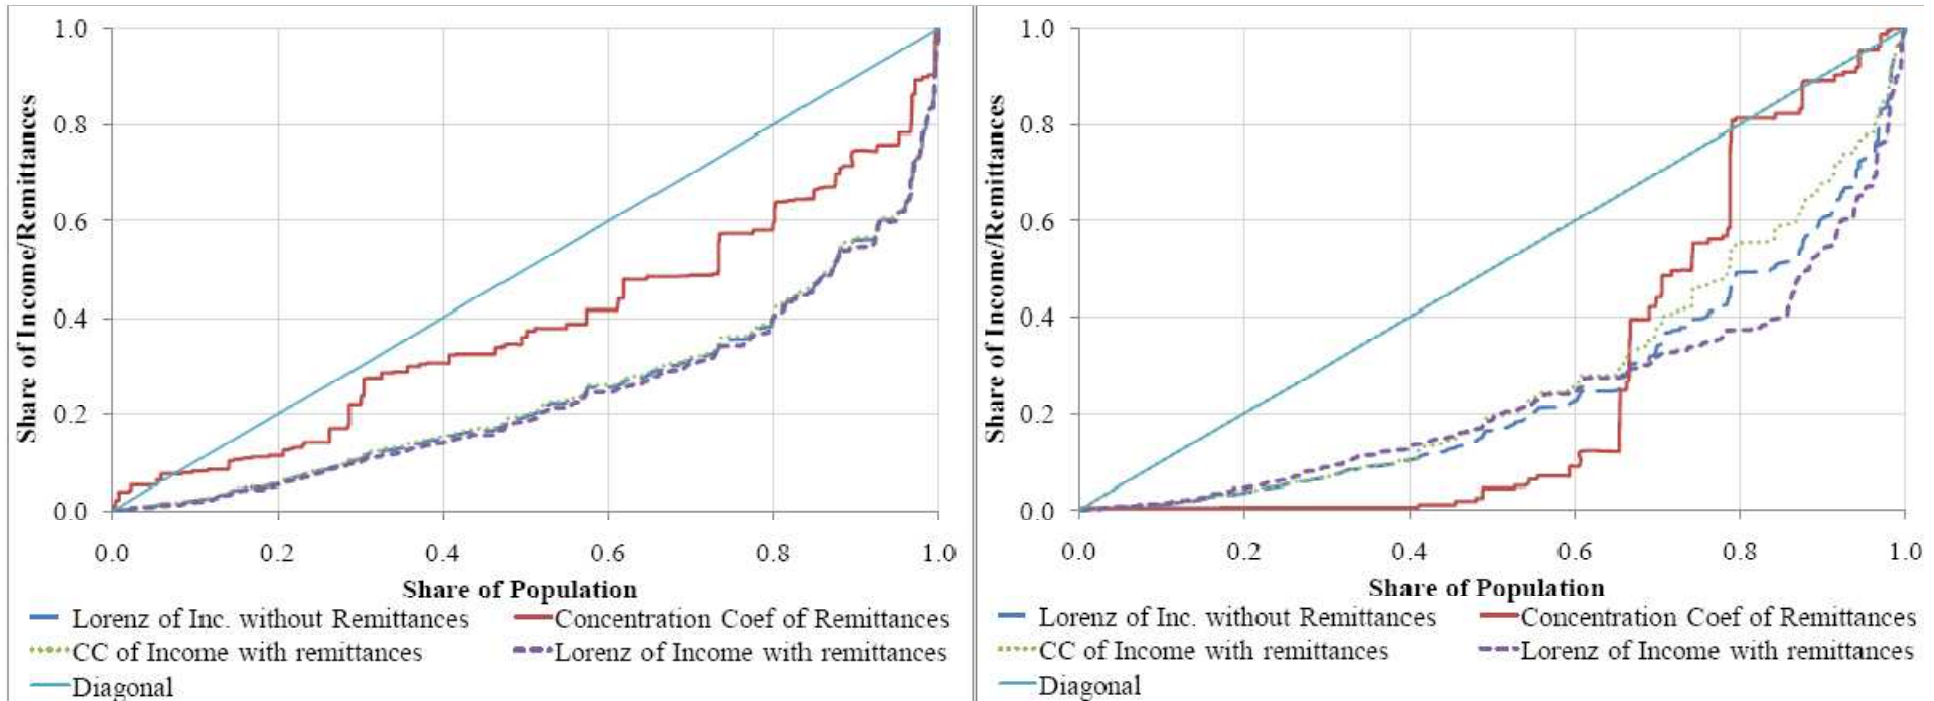 Share of Income/Remittances
1.0
0.8
0.6
0.4
0.2
0.0
0.0 0.2 0.4 0.6 0.8 1.0
Share of Population
Lorenz of Inc. without Remittances Concentration Coef of Remittances
CC of Income with remittances Lorenz of Income with remittances
Diagonal
Share of Income/Remittances
1.0
0.8
0.6
0.4
0.2
0.0
0.0 0.2 0.4 0.6 0.8 1.0
Share of Population
Lorenz of Inc. without Remittances Concentration Coef of Remittances
CC of Income with remittances Lorenz of Income with remittances
Diagonal